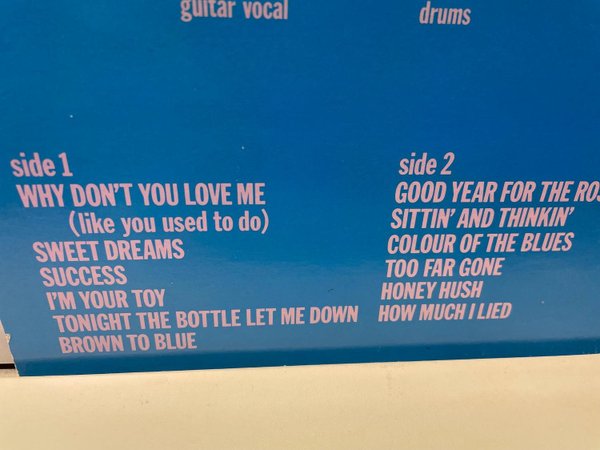 guitar vocal
drums
side 1
WHY DON'T YOU LOVE ME
(like you used to do)
SWEET DREAMS
SUCCESS
I'M YOUR TOY
TONIGHT THE BOTTLE LET ME DOWN
BROWN TO BLUE
side 2
GOOD YEAR FOR THE
SITTIN' AND THINKIN'
COLOUR OF THE BLUES
TOO FAR GONE
HONEY HUSH
HOW MUCH I LIED